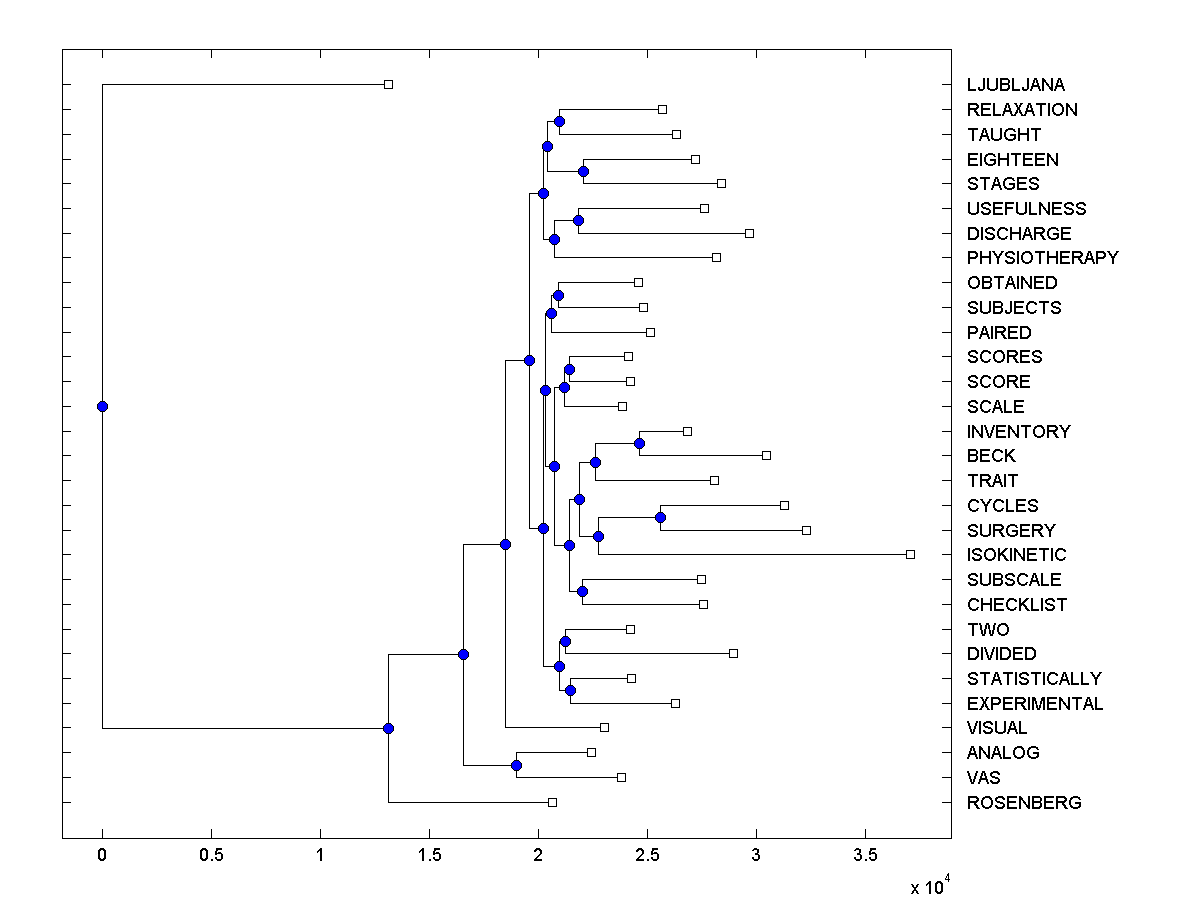 LJUBLJANA
RELAXATION
TAUGHT
EIGHTEEN
STAGES
USEFULNESS
DISCHARGE
PHYSIOTHERAPY
OBTAINED
SUBJECTS
PAIRED
SCORES
SCORE
SCALE
INVENTORY
BECK
TRAIT
CYCLES
SURGERY
ISOKINETIC
SUBSCALE
CHECKLIST
TWO
DIVIDED
STATISTICALLY
EXPERIMENTAL
VISUAL
ANALOG
VAS
ROSENBERG
0 0.5 1 1.5 2 2.5 3 3.5
x 10^4